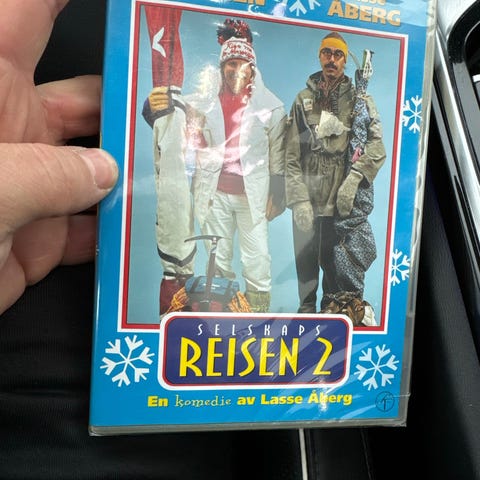 ÅBERG
SELSKAPS
REISEN 2
En komedie av Lasse Åberg